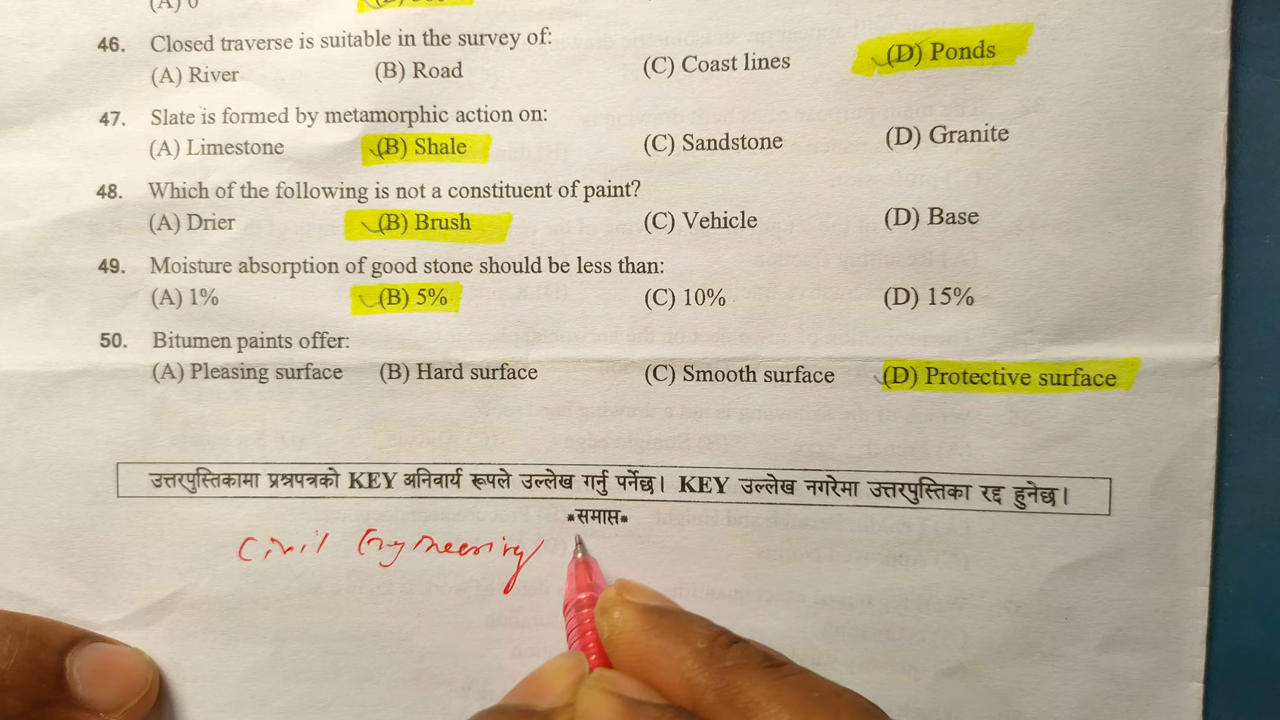 46. Closed traverse is suitable in the survey of:
(A) River (B) Road (C) Coast lines (D) Ponds
47. Slate is formed by metamorphic action on:
(A) Limestone (B) Shale (C) Sandstone (D) Granite
48. Which of the following is not a constituent of paint?
(A) Drier (B) Brush (C) Vehicle (D) Base
49. Moisture absorption of good stone should be less than:
(A) 1% (B) 5% (C) 10% (D) 15%
50. Bitumen paints offer:
(A) Pleasing surface (B) Hard surface (C) Smooth surface (D) Protective surface
उत्तरपुस्तिकामा प्रश्नपत्रको KEY अनिवार्य रूपले उल्लेख गर्नु पर्नेछ। KEY उल्लेख नगरेमा उत्तरपुस्तिका रद्द हुनेछ।
*समाप्त*
Civil Engineering